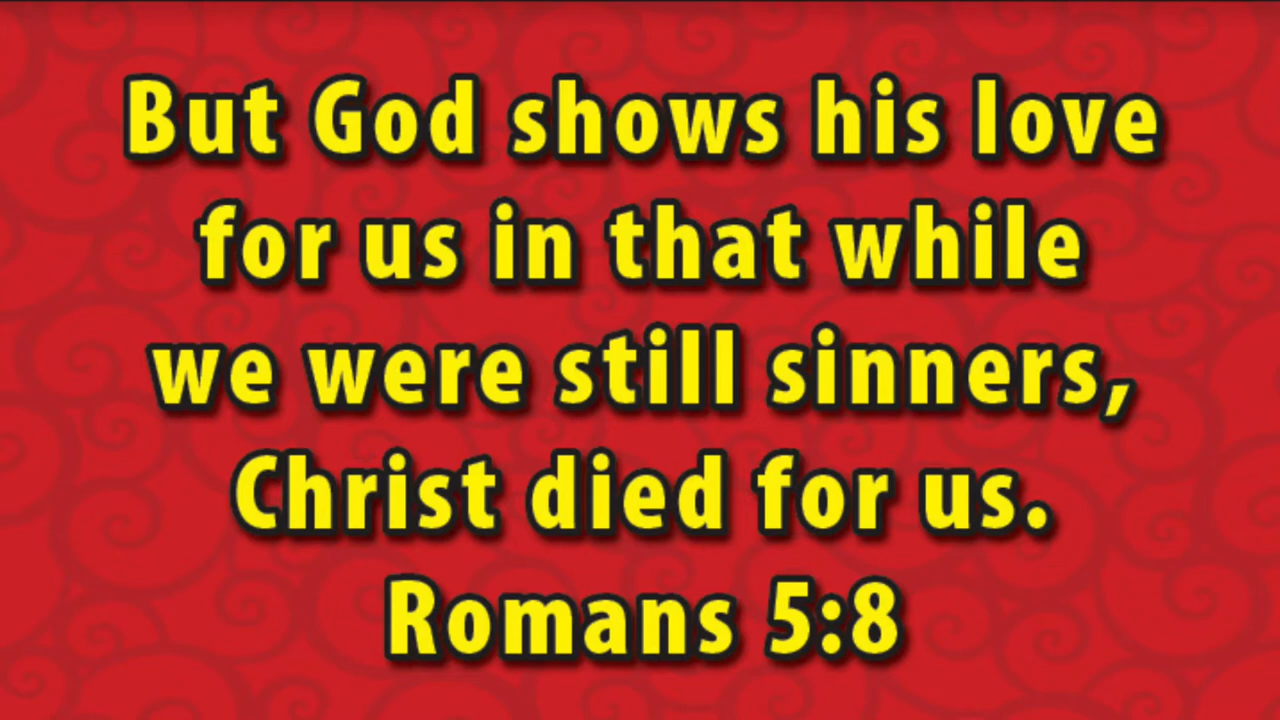 But God shows his love
for us in that while
we were still sinners,
Christ died for us.
Romans 5:8